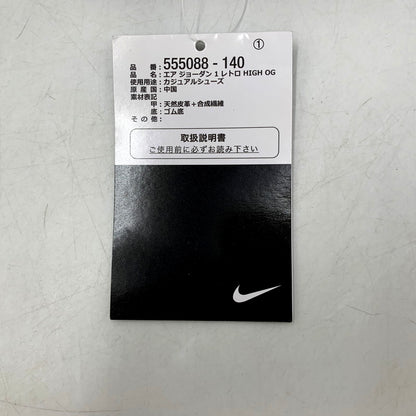 ①
品 番：555088 - 140
品 名：エア ジョーダン 1 レトロ HIGH OG
使用用途：カジュアルシューズ
原 産 国：中国
素材表記
甲：天然皮革＋合成繊維
底：ゴム底
そ の 他：
取扱説明書
ご使用前に必ずお読み下さい